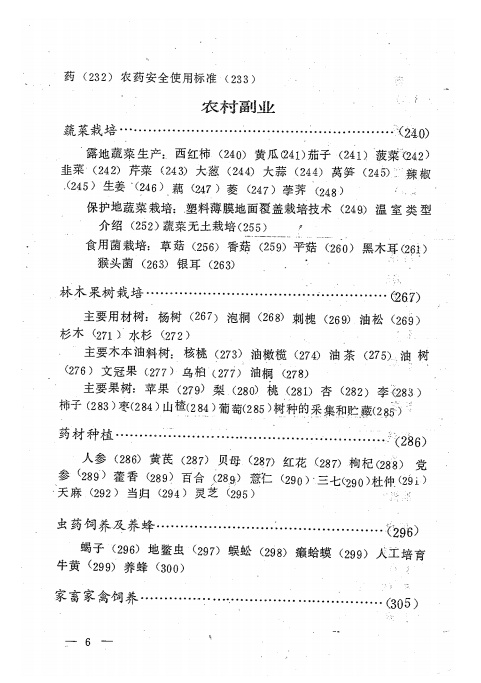 药（232）农药安全使用标准（233）
农村副业
蔬菜栽培……………………………………………（240）
露地蔬菜生产：西红柿（240）黄瓜（241）茄子（241）菠菜（242）
韭菜（242）芹菜（243）大葱（244）大蒜（244）莴笋（245）辣椒
（245）生姜（246）藕（247）菱（247）荸荠（248）
保护地蔬菜栽培：塑料薄膜地面覆盖栽培技术（249）温室类型
介绍（252）蔬菜无土栽培（255）
食用菌栽培：草菇（256）香菇（259）平菇（260）黑木耳（261）
猴头菌（263）银耳（263）
林木果树栽培…………………………………………（267）
主要用材树：杨树（267）泡桐（268）刺槐（269）油松（269）
杉木（271）水杉（272）
主要木本油料树：核桃（273）油橄榄（274）油茶（275）油树
（276）文冠果（277）乌桕（277）油桐（278）
主要果树：苹果（279）梨（280）桃（281）杏（282）李（283）
柿子（283）枣（284）山楂（284）葡萄（285）树种的采集和贮藏（285）
药材种植………………………………………………（286）
人参（286）黄芪（287）贝母（287）红花（287）枸杞（288）党
参（289）藿香（289）百合（289）薏仁（290）三七（290）杜仲（291）
天麻（292）当归（294）灵芝（295）
虫药饲养及养蜂………………………………………（296）
蝎子（296）地鳖虫（297）蜈蚣（298）癞蛤蟆（299）人工培育
牛黄（299）养蜂（300）
家畜家禽饲养…………………………………………（305）
— 6 —